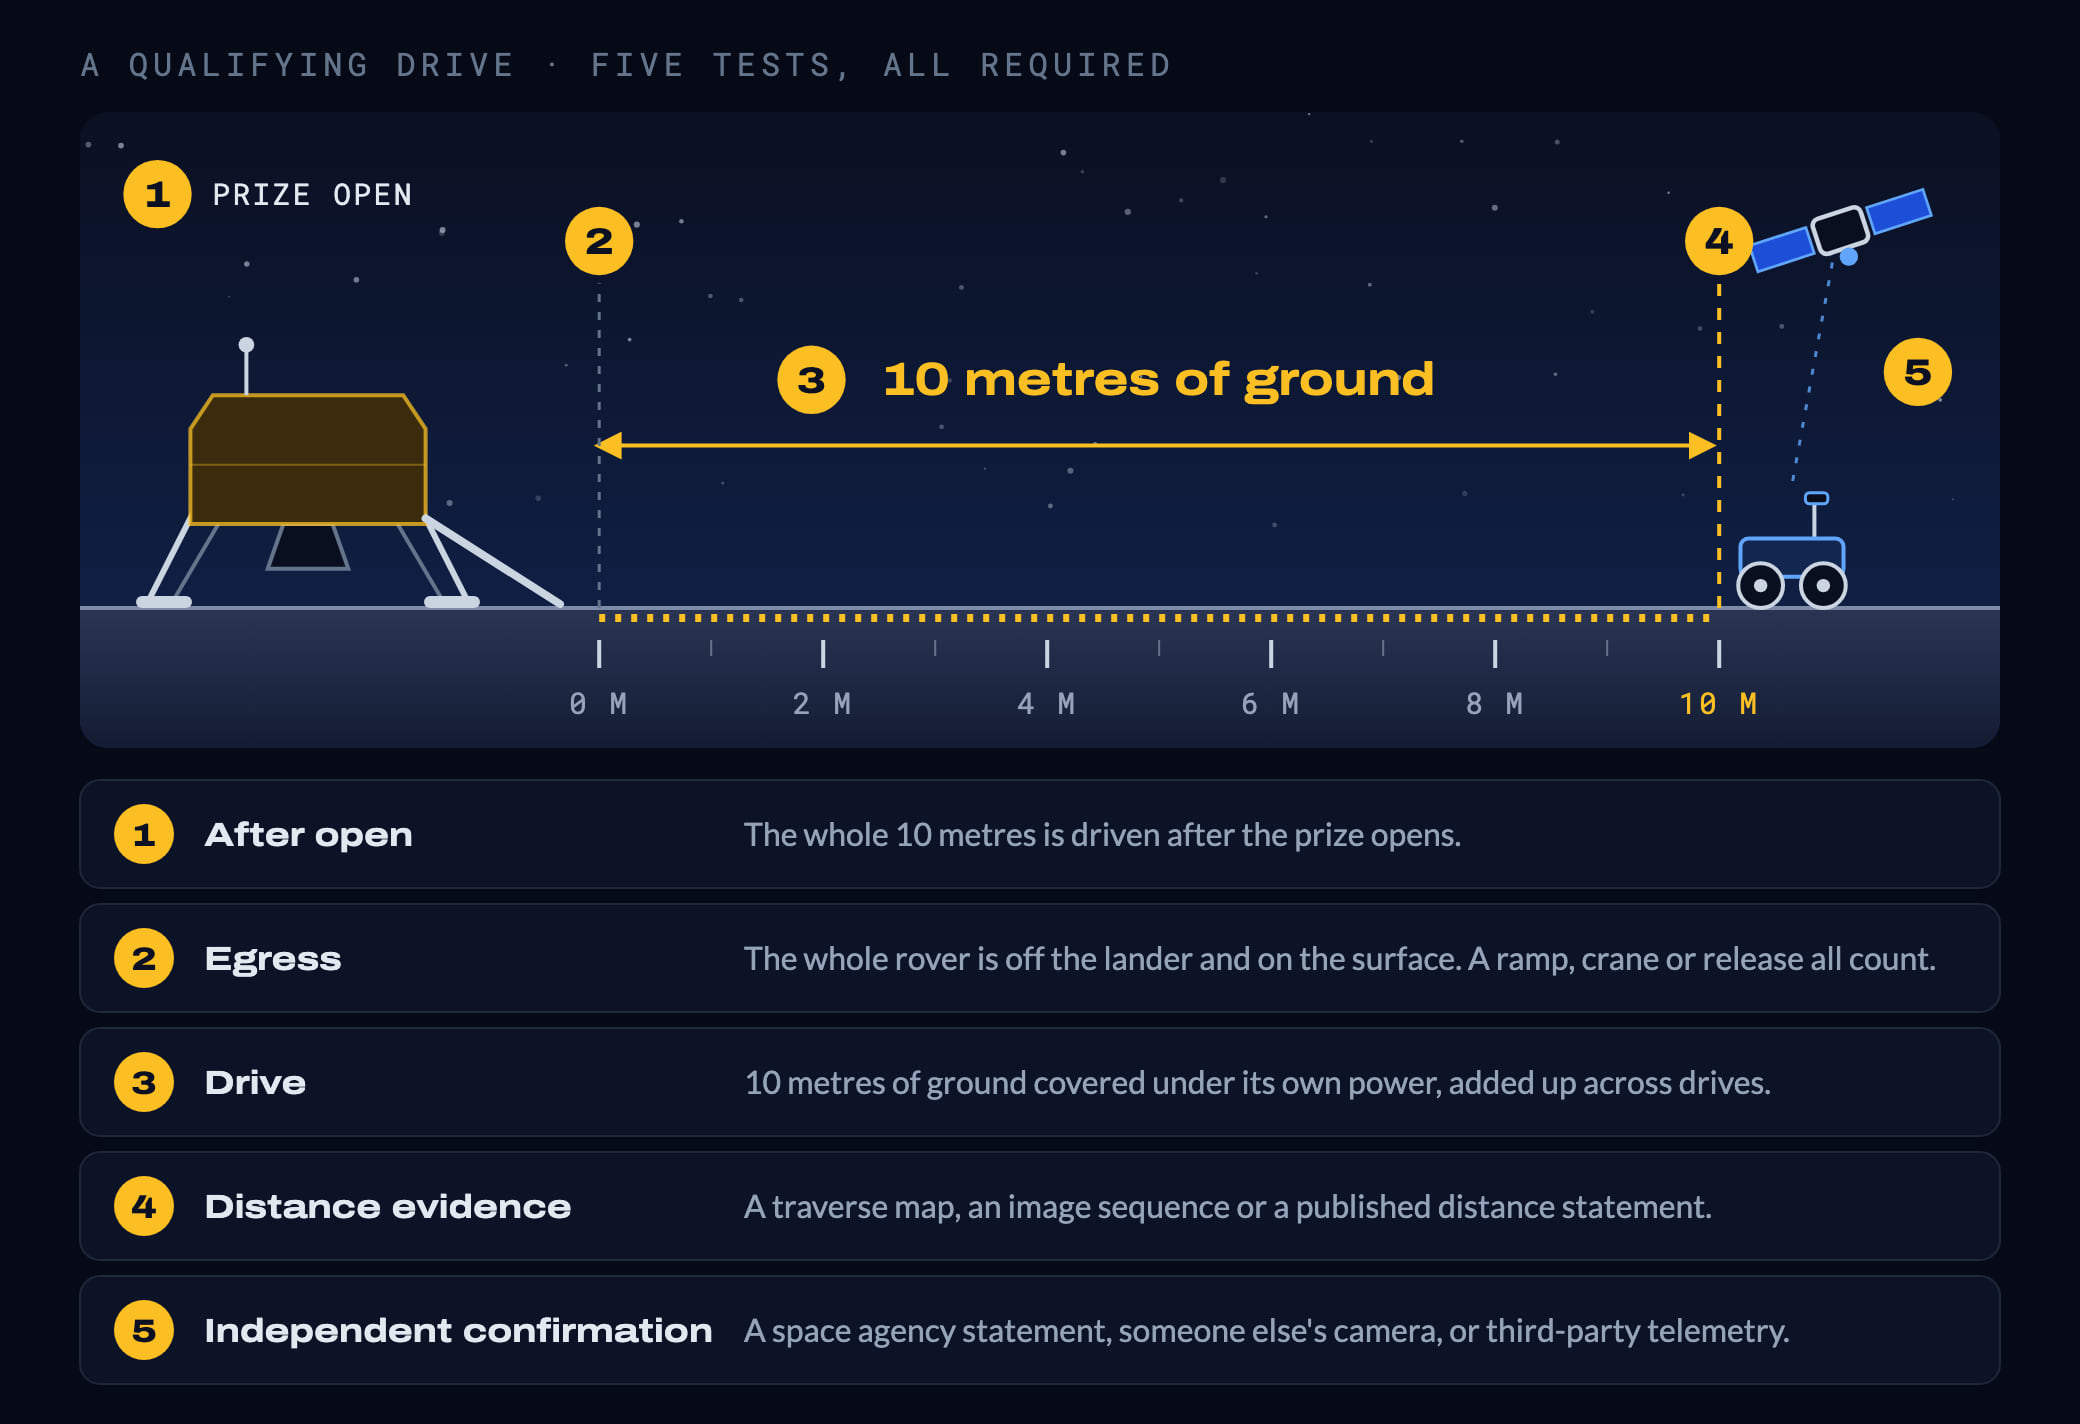 A QUALIFYING DRIVE · FIVE TESTS, ALL REQUIRED
1 PRIZE OPEN
2
4
3 10 metres of ground
5
0 M 2 M 4 M 6 M 8 M 10 M
1 After open The whole 10 metres is driven after the prize opens.
2 Egress The whole rover is off the lander and on the surface. A ramp, crane or release all count.
3 Drive 10 metres of ground covered under its own power, added up across drives.
4 Distance evidence A traverse map, an image sequence or a published distance statement.
5 Independent confirmation A space agency statement, someone else's camera, or third-party telemetry.